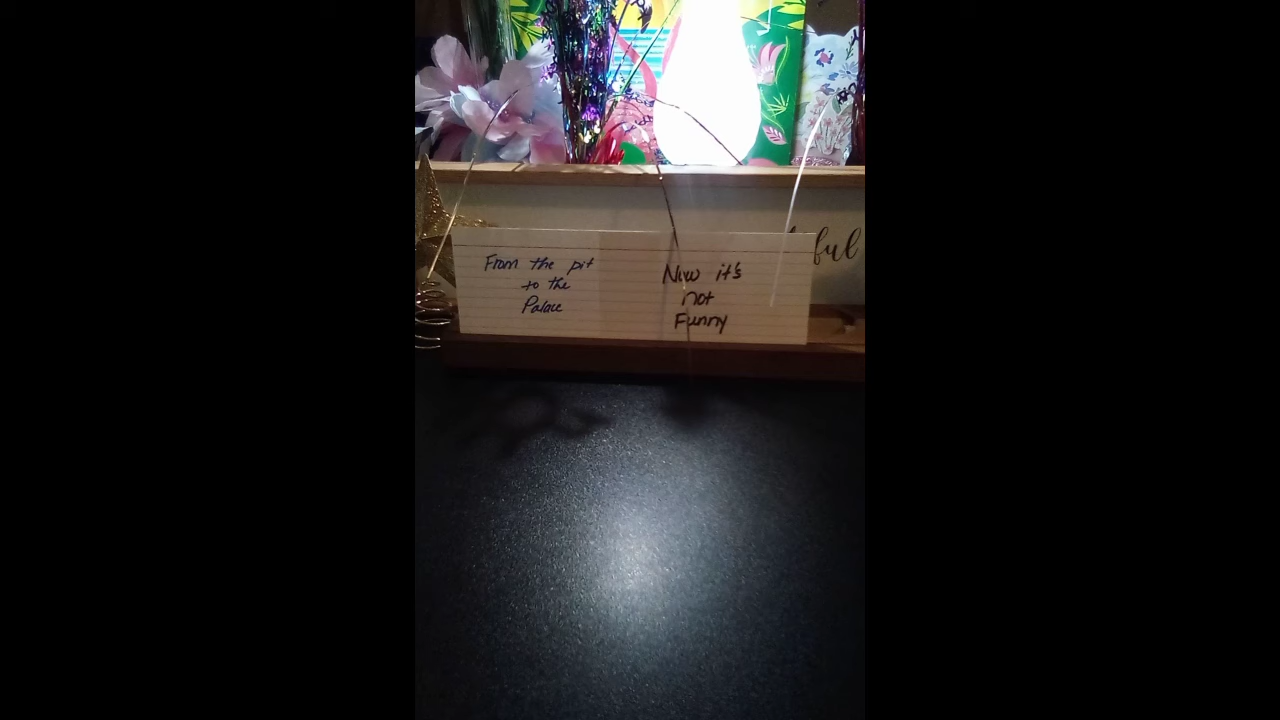 From the pit
to the
Palace
Now it's
not
Funny
ful